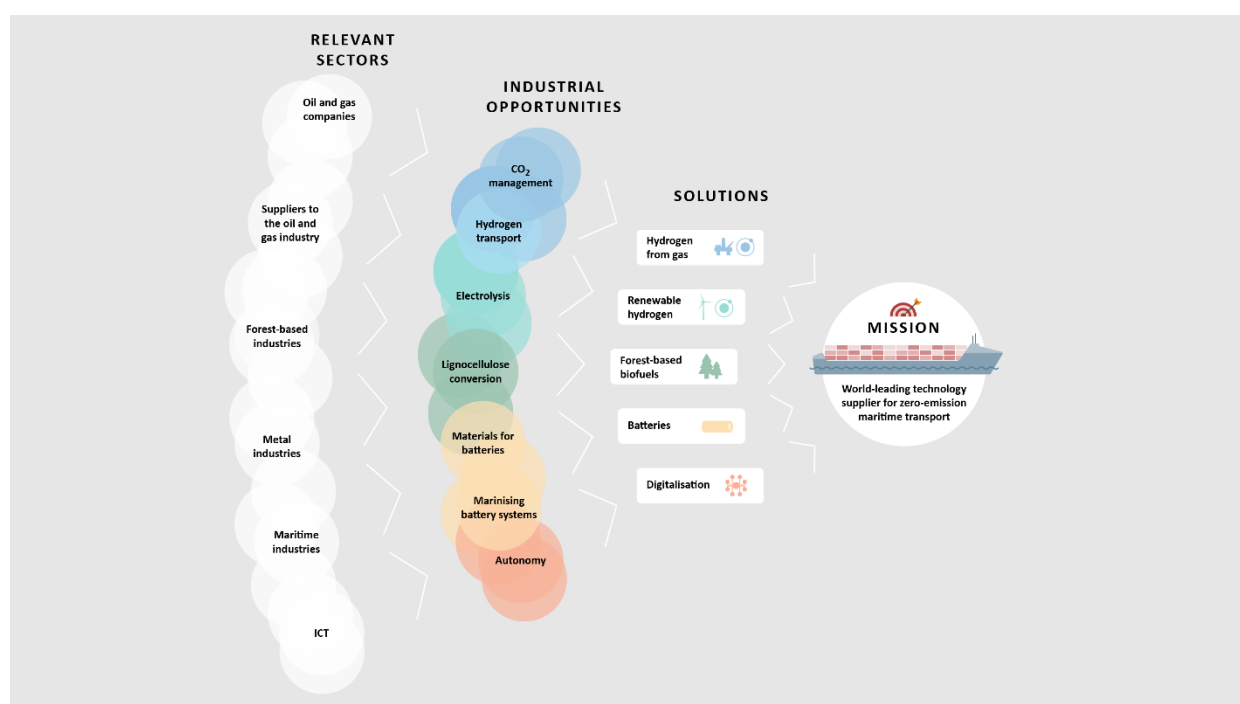 RELEVANT
SECTORS
Oil and gas
companies
Suppliers to
the oil and
gas industry
Forest-based
industries
Metal
industries
Maritime
industries
ICT
INDUSTRIAL
OPPORTUNITIES
CO₂
management
Hydrogen
transport
Electrolysis
Lignocellulose
conversion
Materials for
batteries
Marinising
battery systems
Autonomy
SOLUTIONS
Hydrogen
from gas
Renewable
hydrogen
Forest-based
biofuels
Batteries
Digitalisation
MISSION
World-leading technology
supplier for zero-emission
maritime transport